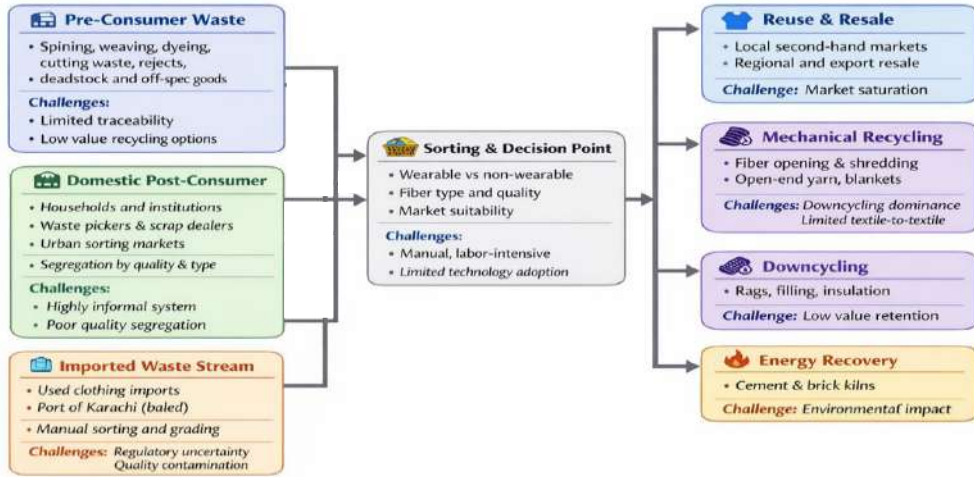 Pre-Consumer Waste
• Spining, weaving, dyeing,
cutting waste, rejects,
• deadstock and off-spec goods
Challenges:
• Limited traceability
• Low value recycling options
Domestic Post-Consumer
• Households and institutions
• Waste pickers & scrap dealers
• Urban sorting markets
• Segregation by quality & type
Challenges:
• Highly informal system
• Poor quality segregation
Imported Waste Stream
• Used clothing imports
• Port of Karachi (baled)
• Manual sorting and grading
Challenges: Regulatory uncertainty
Quality contamination
Sorting & Decision Point
• Wearable vs non-wearable
• Fiber type and quality
• Market suitability
Challenges:
• Manual, labor-intensive
• Limited technology adoption
Reuse & Resale
• Local second-hand markets
• Regional and export resale
Challenge: Market saturation
Mechanical Recycling
• Fiber opening & shredding
• Open-end yarn, blankets
Challenges: Downcycling dominance
Limited textile-to-textile
Downcycling
• Rags, filling, insulation
Challenge: Low value retention
Energy Recovery
• Cement & brick kilns
Challenge: Environmental impact